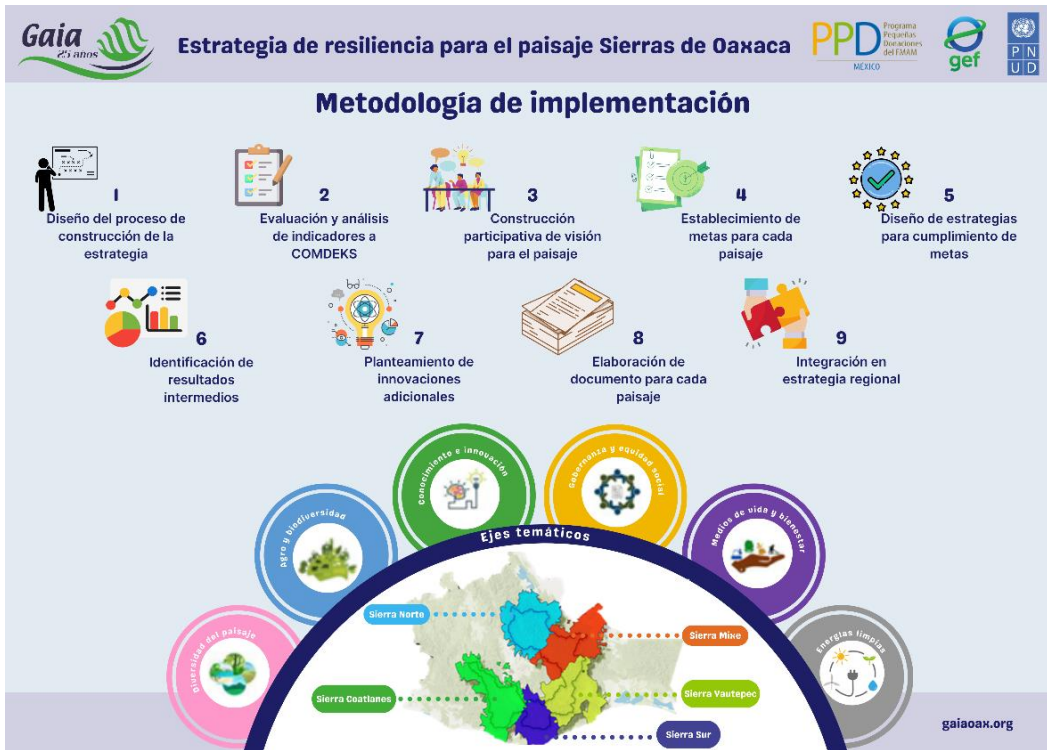 Gaia
25 años
Estrategia de resiliencia para el paisaje Sierras de Oaxaca
PPD
Programa
Pequeñas
Donaciones
del FMAM
MÉXICO
gef
P N
U D
Metodología de implementación
1
Diseño del proceso de
construcción de la
estrategia
2
Evaluación y análisis
de indicadores a
COMDEKS
3
Construcción
participativa de visión
para el paisaje
4
Establecimiento de
metas para cada
paisaje
5
Diseño de estrategias
para cumplimiento de
metas
6
Identificación de
resultados
intermedios
7
Planteamiento de
innovaciones
adicionales
8
Elaboración de
documento para cada
paisaje
9
Integración en
estrategia regional
Diversidad del paisaje
Agro y biodiversidad
Conocimiento e innovación
Gobernanza y equidad social
Medios de vida y bienestar
Energías limpias
Ejes temáticos
Sierra Norte
Sierra Mixe
Sierra Coatlanes
Sierra Yautepec
Sierra Sur
gaiaoax.org